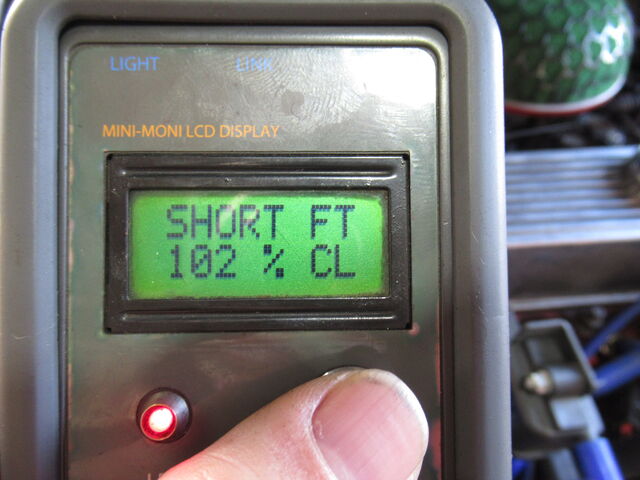 LIGHT LINK
MINI-MONI LCD DISPLAY
SHORT FT
102 % CL